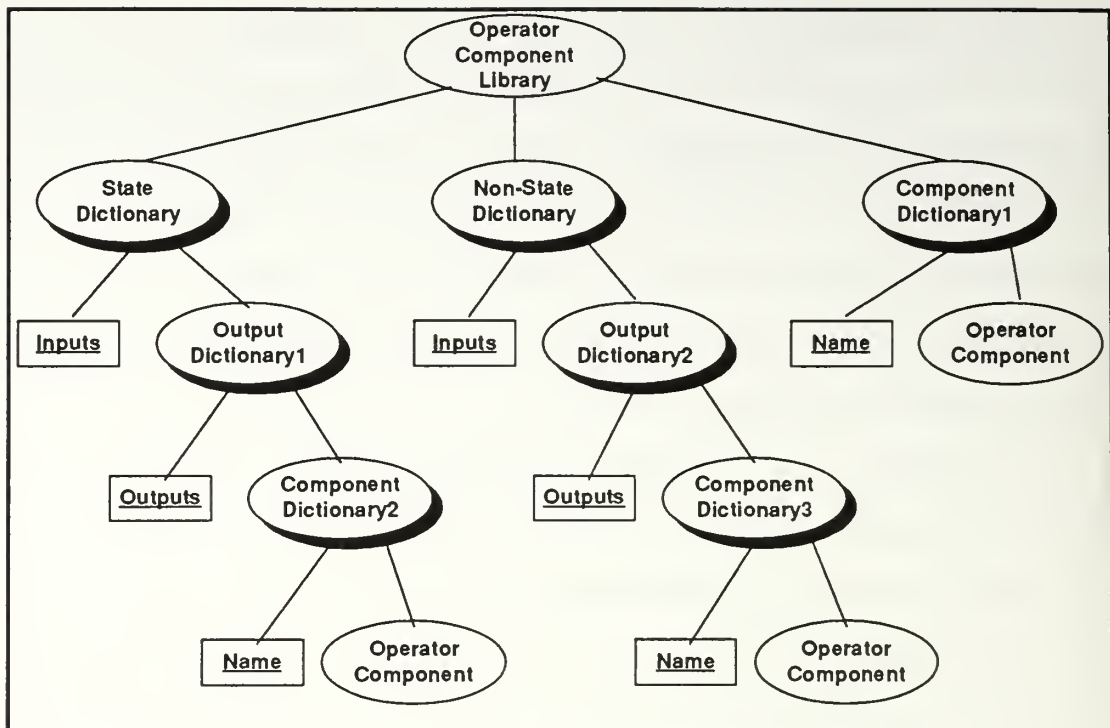 Operator
Component
Library
State
Dictionary
Non-State
Dictionary
Component
Dictionary1
Inputs
Output
Dictionary1
Inputs
Output
Dictionary2
Name
Operator
Component
Outputs
Component
Dictionary2
Outputs
Component
Dictionary3
Name
Operator
Component
Name
Operator
Component